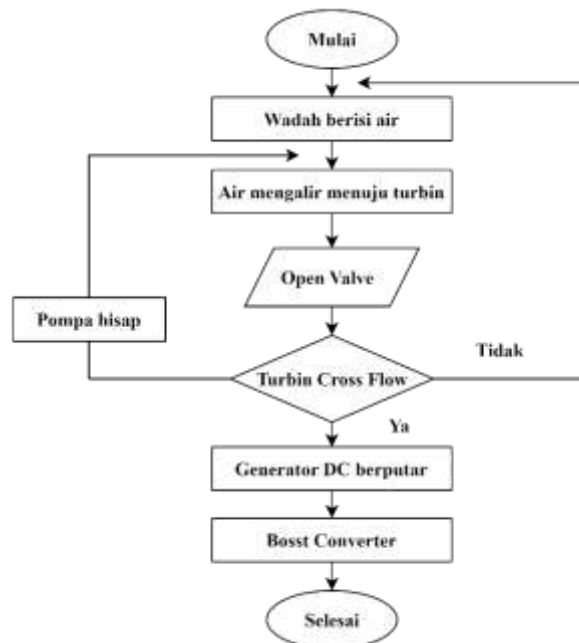 Mulai
Wadah berisi air
Air mengalir menuju turbin
Open Valve
Pompa hisap
Tidak
Turbin Cross Flow
Ya
Generator DC berputar
Bosst Converter
Selesai